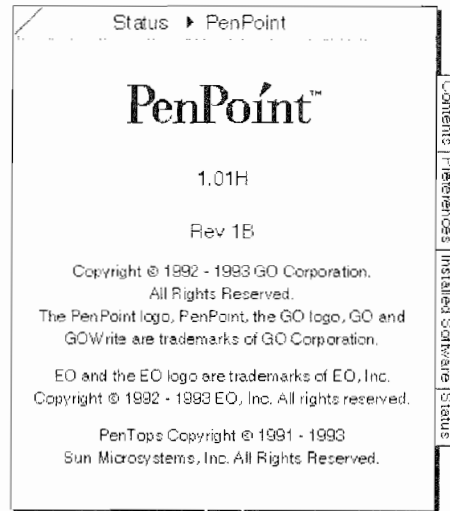 Status ▸ PenPoint
PenPoint™
1.01H
Rev 1B
Copyright © 1992 - 1993 GO Corporation.
All Rights Reserved.
The PenPoint logo, PenPoint, the GO logo, GO and
GOWrite are trademarks of GO Corporation.
EO and the EO logo are trademarks of EO, Inc.
Copyright © 1992 - 1993 EO, Inc. All rights reserved.
PenTops Copyright © 1991 - 1993
Sun Microsystems, Inc. All Rights Reserved.
Contents
Preferences
Installed Software
Status